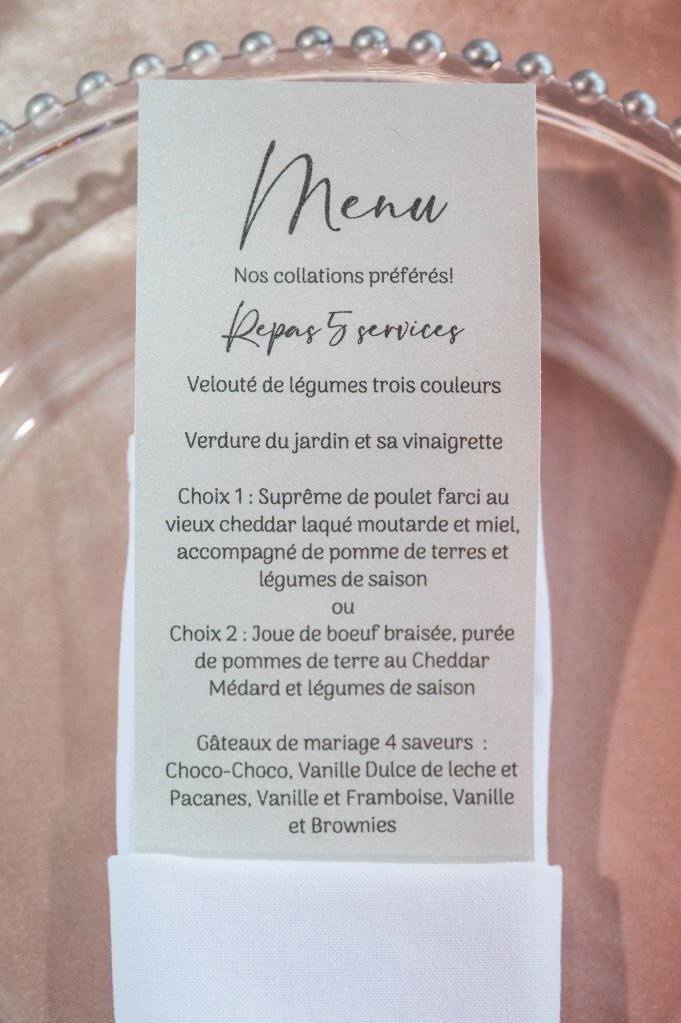 Menu
Nos collations préférés!
Repas 5 services
Velouté de légumes trois couleurs
Verdure du jardin et sa vinaigrette
Choix 1 : Suprême de poulet farci au
vieux cheddar laqué moutarde et miel,
accompagné de pomme de terres et
légumes de saison
ou
Choix 2 : Joue de boeuf braisée, purée
de pommes de terre au Cheddar
Médard et légumes de saison
Gâteaux de mariage 4 saveurs :
Choco-Choco, Vanille Dulce de leche et
Pacanes, Vanille et Framboise, Vanille
et Brownies